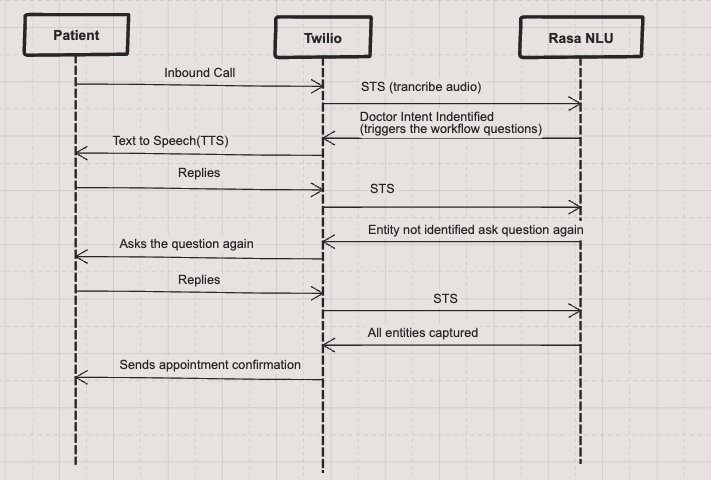 Patient
Twilio
Rasa NLU
Inbound Call
STS (trancribe audio)
Doctor Intent Indentified
(triggers the workflow questions)
Text to Speech(TTS)
Replies
STS
Entity not identified ask question again
Asks the question again
Replies
STS
All entities captured
Sends appointment confirmation